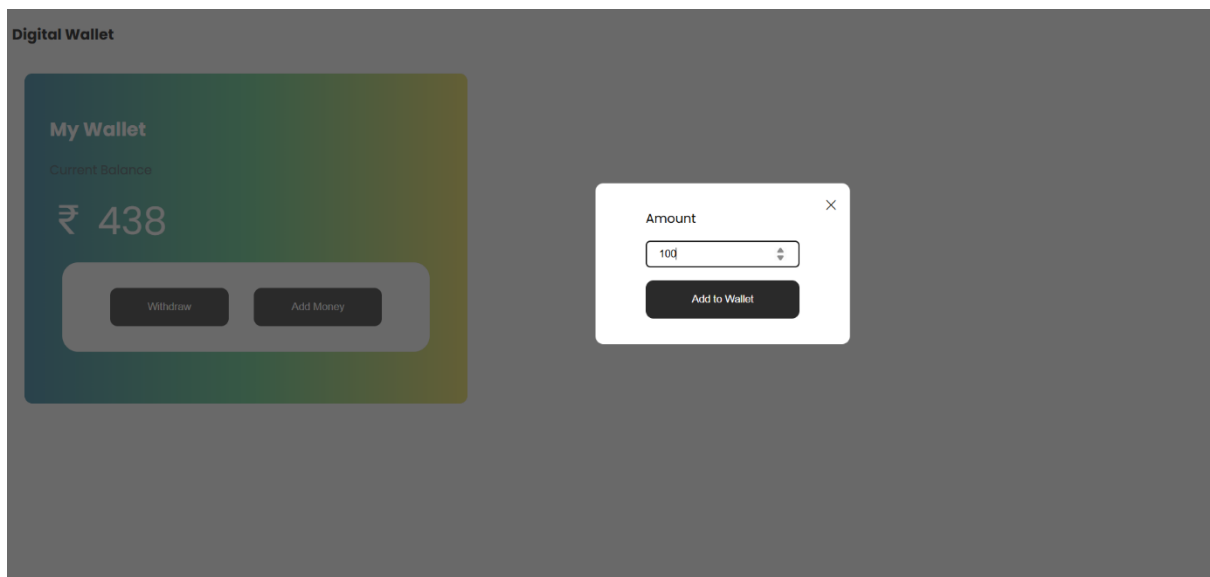 Digital Wallet
My Wallet
Current Balance
₹ 438
Withdraw Add Money
Amount
100
Add to Wallet